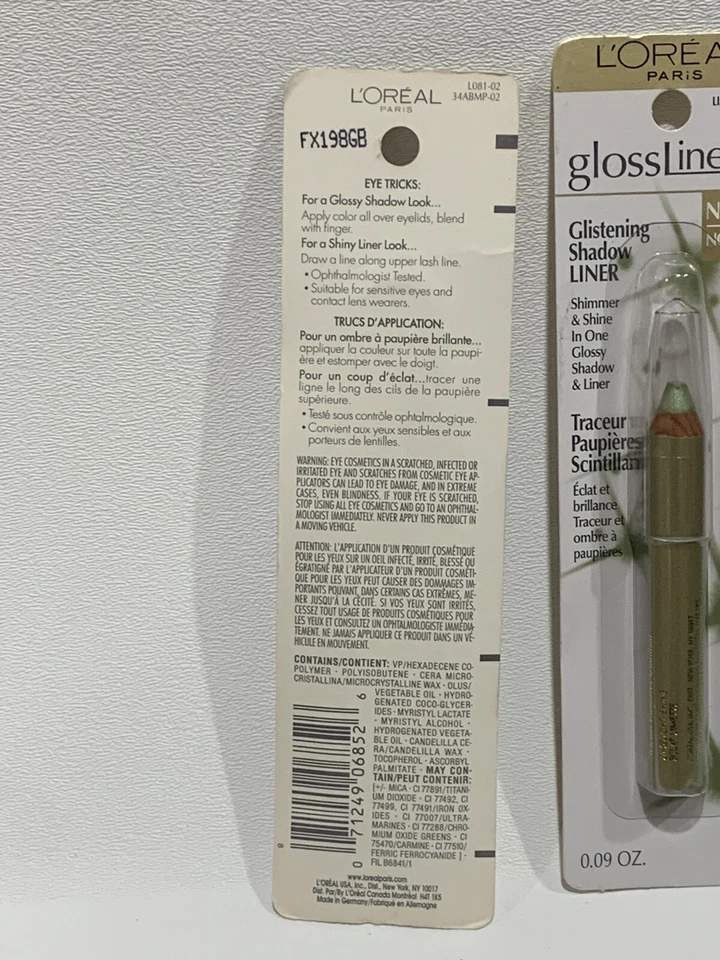 L'ORÉAL
PARIS
L081-02
34ABMP-02
FX198GB
EYE TRICKS:
For a Glossy Shadow Look...
Apply color all over eyelids, blend
with finger.
For a Shiny Liner Look...
Draw a line along upper lash line.
• Ophthalmologist Tested.
• Suitable for sensitive eyes and
contact lens wearers.
TRUCS D'APPLICATION:
Pour un ombre à paupière brillante...
appliquer la couleur sur toute la paupi-
ère et estomper avec le doigt.
Pour un coup d'éclat...tracer une
ligne le long des cils de la paupière
supérieure.
• Testé sous contrôle ophtalmologique.
• Convient aux yeux sensibles et aux
porteurs de lentilles.
WARNING: EYE COSMETICS IN A SCRATCHED, INFECTED OR
IRRITATED EYE AND SCRATCHES FROM COSMETIC EYE AP-
PLICATORS CAN LEAD TO EYE DAMAGE, AND IN EXTREME
CASES, EVEN BLINDNESS. IF YOUR EYE IS SCRATCHED,
STOP USING ALL EYE COSMETICS AND GO TO AN OPHTHAL-
MOLOGIST IMMEDIATELY. NEVER APPLY THIS PRODUCT IN
A MOVING VEHICLE.
ATTENTION: L'APPLICATION D'UN PRODUIT COSMÉTIQUE
POUR LES YEUX SUR UN OEIL INFECTÉ, IRRITÉ, BLESSÉ OU
ÉGRATIGNÉ PAR L'APPLICATEUR D'UN PRODUIT COSMÉTI-
QUE POUR LES YEUX PEUT CAUSER DES DOMMAGES IM-
PORTANTS POUVANT, DANS CERTAINS CAS EXTRÊMES, ME-
NER JUSQU'À LA CÉCITÉ. SI VOS YEUX SONT IRRITÉS,
CESSEZ TOUT USAGE DE PRODUITS COSMÉTIQUES POUR
LES YEUX ET CONSULTEZ UN OPHTALMOLOGISTE IMMÉDIA-
TEMENT. NE JAMAIS APPLIQUER CE PRODUIT DANS UN VÉ-
HICULE EN MOUVEMENT.
CONTAINS/CONTIENT: VP/HEXADECENE CO-
POLYMER • POLYISOBUTENE • CERA MICRO-
CRISTALLINA/MICROCRYSTALLINE WAX • OLUS/
VEGETABLE OIL • HYDRO-
GENATED COCO-GLYCER-
IDES • MYRISTYL LACTATE
• MYRISTYL ALCOHOL •
HYDROGENATED VEGETA-
BLE OIL • CANDELILLA CE-
RA/CANDELILLA WAX •
TOCOPHEROL • ASCORBYL
PALMITATE • MAY CON-
TAIN/PEUT CONTENIR:
[+/- MICA • CI 77891/TITANI-
UM DIOXIDE • CI 77492, CI
77499, CI 77491/IRON OX-
IDES • CI 77007/ULTRA-
MARINES • CI 77288/CHRO-
MIUM OXIDE GREENS • CI
75470/CARMINE • CI 77510/
FERRIC FERROCYANIDE ] •
FIL B6841/1
0 71249 06852 6
8
www.lorealparis.com
L'ORÉAL USA, Inc., Dist., New York, NY 10017
Dist. Par/By L'Oréal Canada Montréal H4T 1K5
Made in Germany/Fabriqué en Allemagne
L'ORÉA
PARIS
glossLine
N
Glistening
Shadow
LINER
Shimmer
& Shine
In One
Glossy
Shadow
& Liner
Traceur
Paupières
Scintillan
Éclat et
brillance
Traceur et
ombre à
paupières
0.09 OZ.